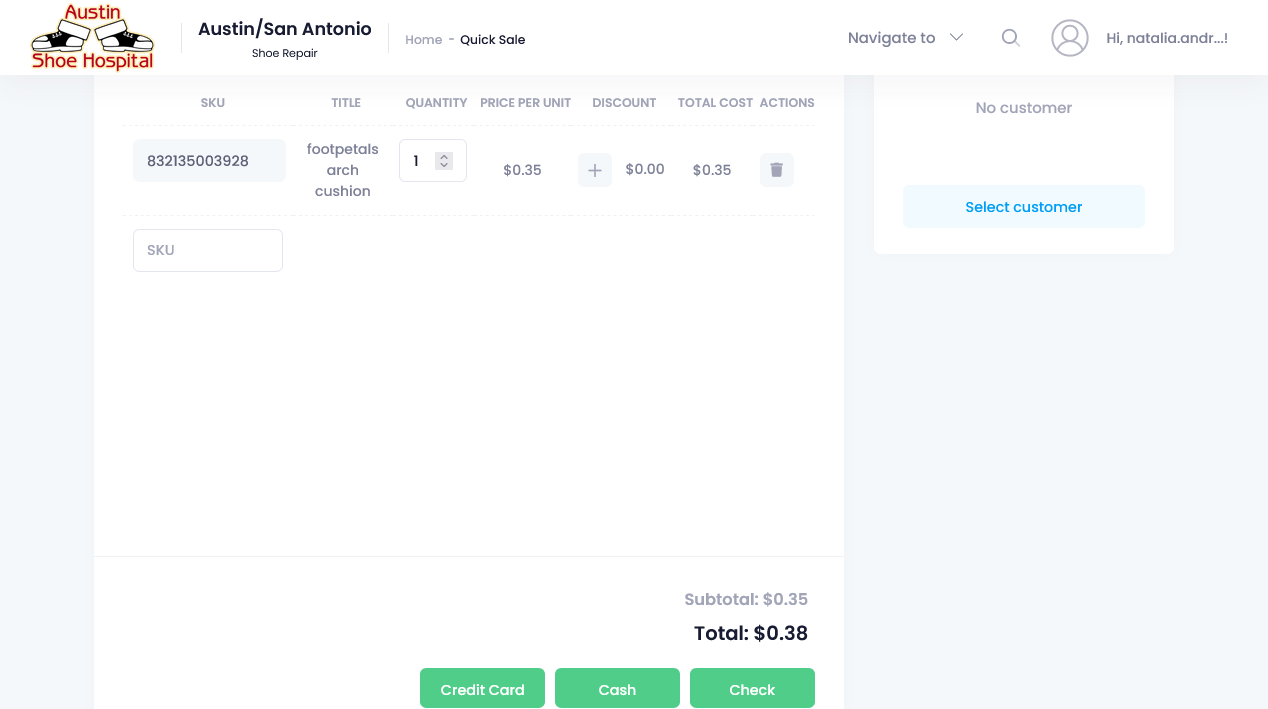 Austin
Shoe Hospital
Austin/San Antonio
Shoe Repair
Home - Quick Sale
Navigate to
Hi, natalia.andr...!
SKU TITLE QUANTITY PRICE PER UNIT DISCOUNT TOTAL COST ACTIONS
832135003928
footpetals
arch
cushion
1
$0.35
$0.00
$0.35
SKU
No customer
Select customer
Subtotal: $0.35
Total: $0.38
Credit Card
Cash
Check